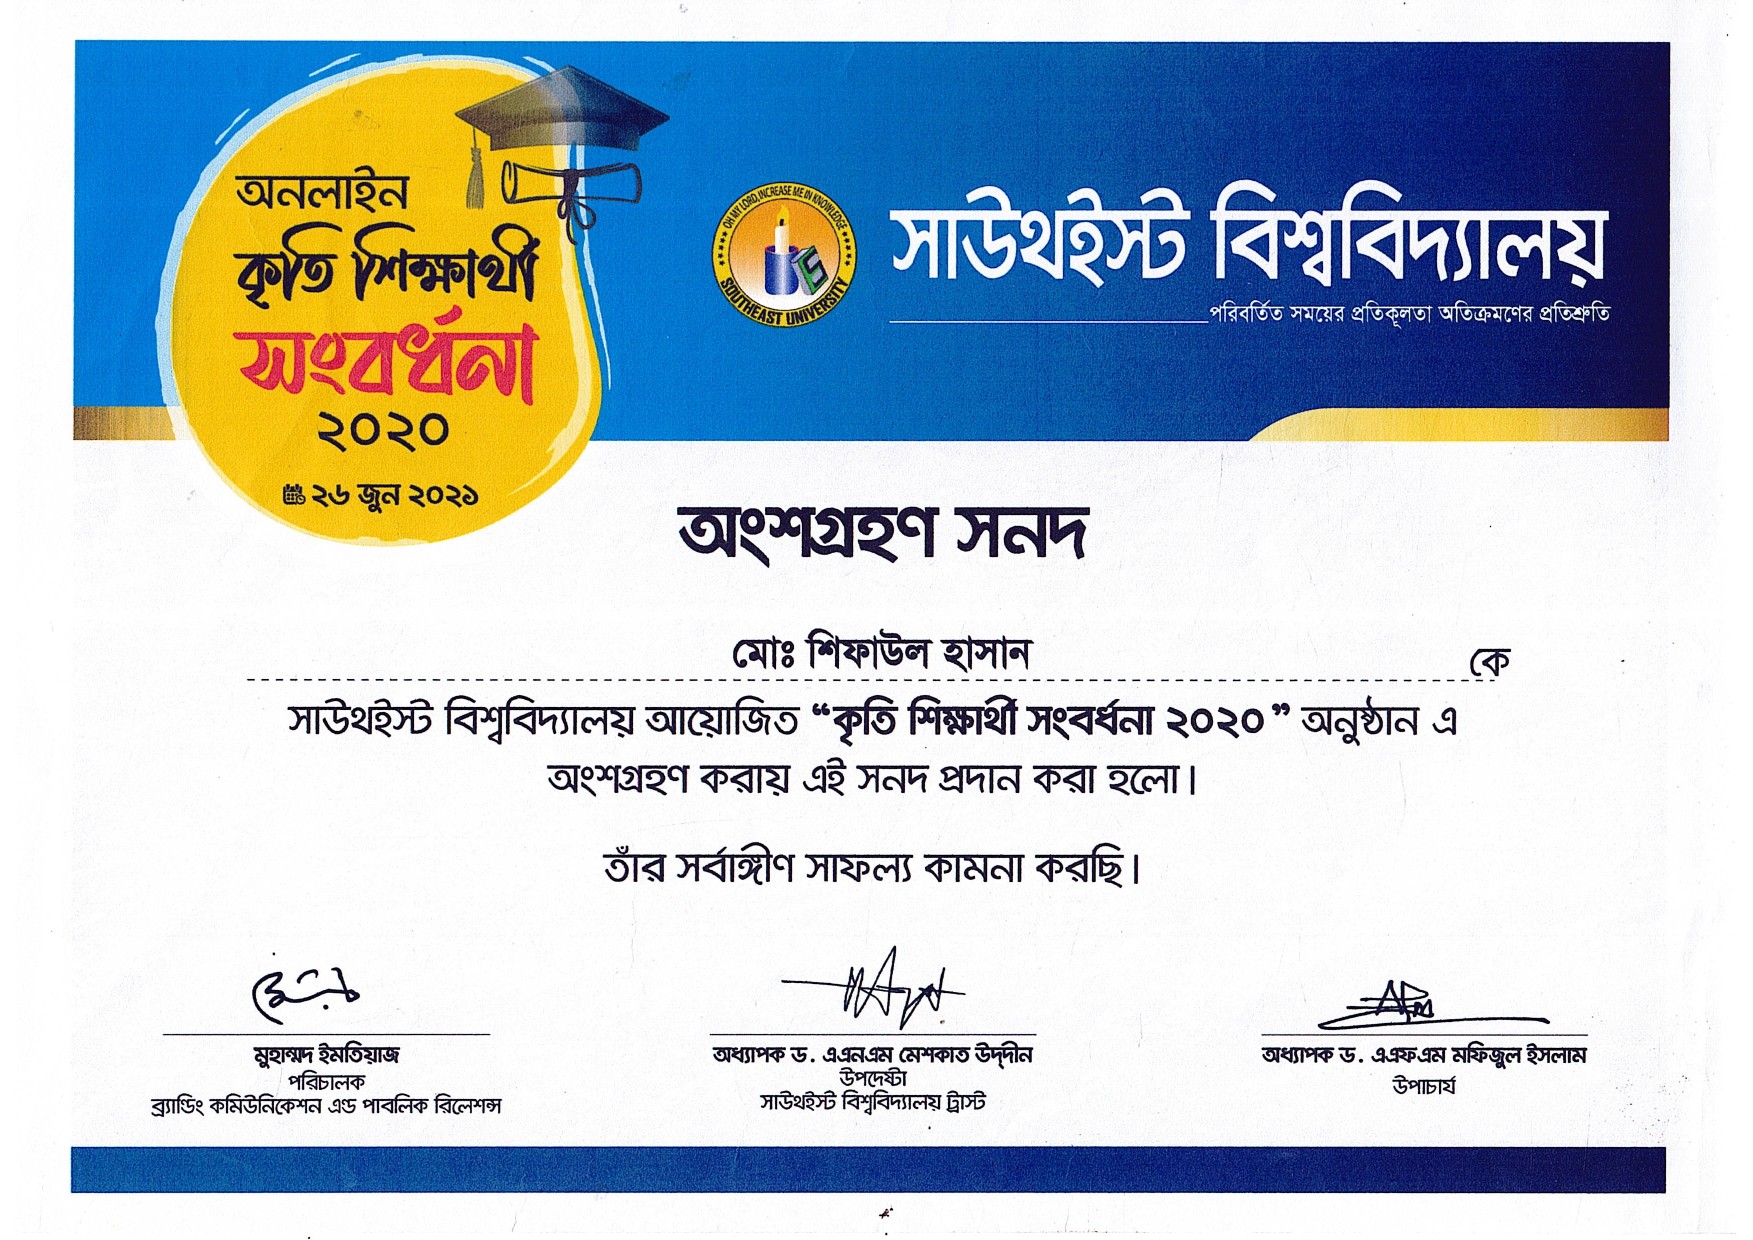 অনলাইন
কৃতি শিক্ষার্থী
সংবর্ধনা
২০২০
২৬ জুন ২০২১
OH MY LORD, INCREASE ME IN KNOWLEDGE
SOUTHEAST UNIVERSITY
সাউথইস্ট বিশ্ববিদ্যালয়
পরিবর্তিত সময়ের প্রতিকূলতা অতিক্রমণের প্রতিশ্রুতি
অংশগ্রহণ সনদ
মোঃ শিফাউল হাসান কে
সাউথইস্ট বিশ্ববিদ্যালয় আয়োজিত “কৃতি শিক্ষার্থী সংবর্ধনা ২০২০” অনুষ্ঠান এ
অংশগ্রহণ করায় এই সনদ প্রদান করা হলো।
তাঁর সর্বাঙ্গীণ সাফল্য কামনা করছি।
মুহাম্মদ ইমতিয়াজ
পরিচালক
ব্র্যান্ডিং কমিউনিকেশন এন্ড পাবলিক রিলেশন্স
অধ্যাপক ড. এএনএম মেশকাত উদ্‌দীন
উপদেষ্টা
সাউথইস্ট বিশ্ববিদ্যালয় ট্রাস্ট
অধ্যাপক ড. এএফএম মফিজুল ইসলাম
উপাচার্য